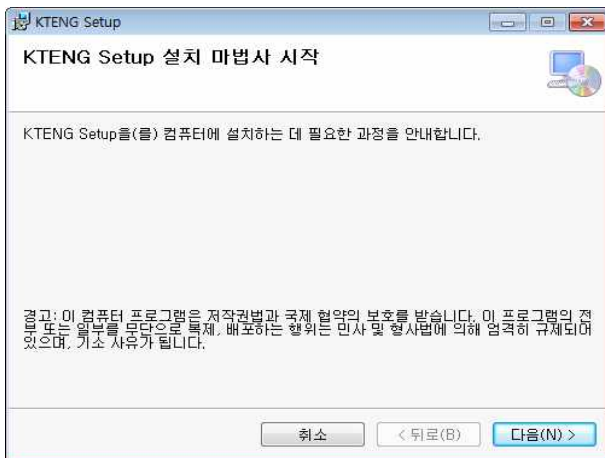 KTENG Setup
KTENG Setup 설치 마법사 시작
KTENG Setup을(를) 컴퓨터에 설치하는 데 필요한 과정을 안내합니다.
경고: 이 컴퓨터 프로그램은 저작권법과 국제 협약의 보호를 받습니다. 이 프로그램의 전
부 또는 일부를 무단으로 복제, 배포하는 행위는 민사 및 형사법에 의해 엄격히 규제되어
있으며, 기소 사유가 됩니다.
취소 < 뒤로(B) 다음(N) >